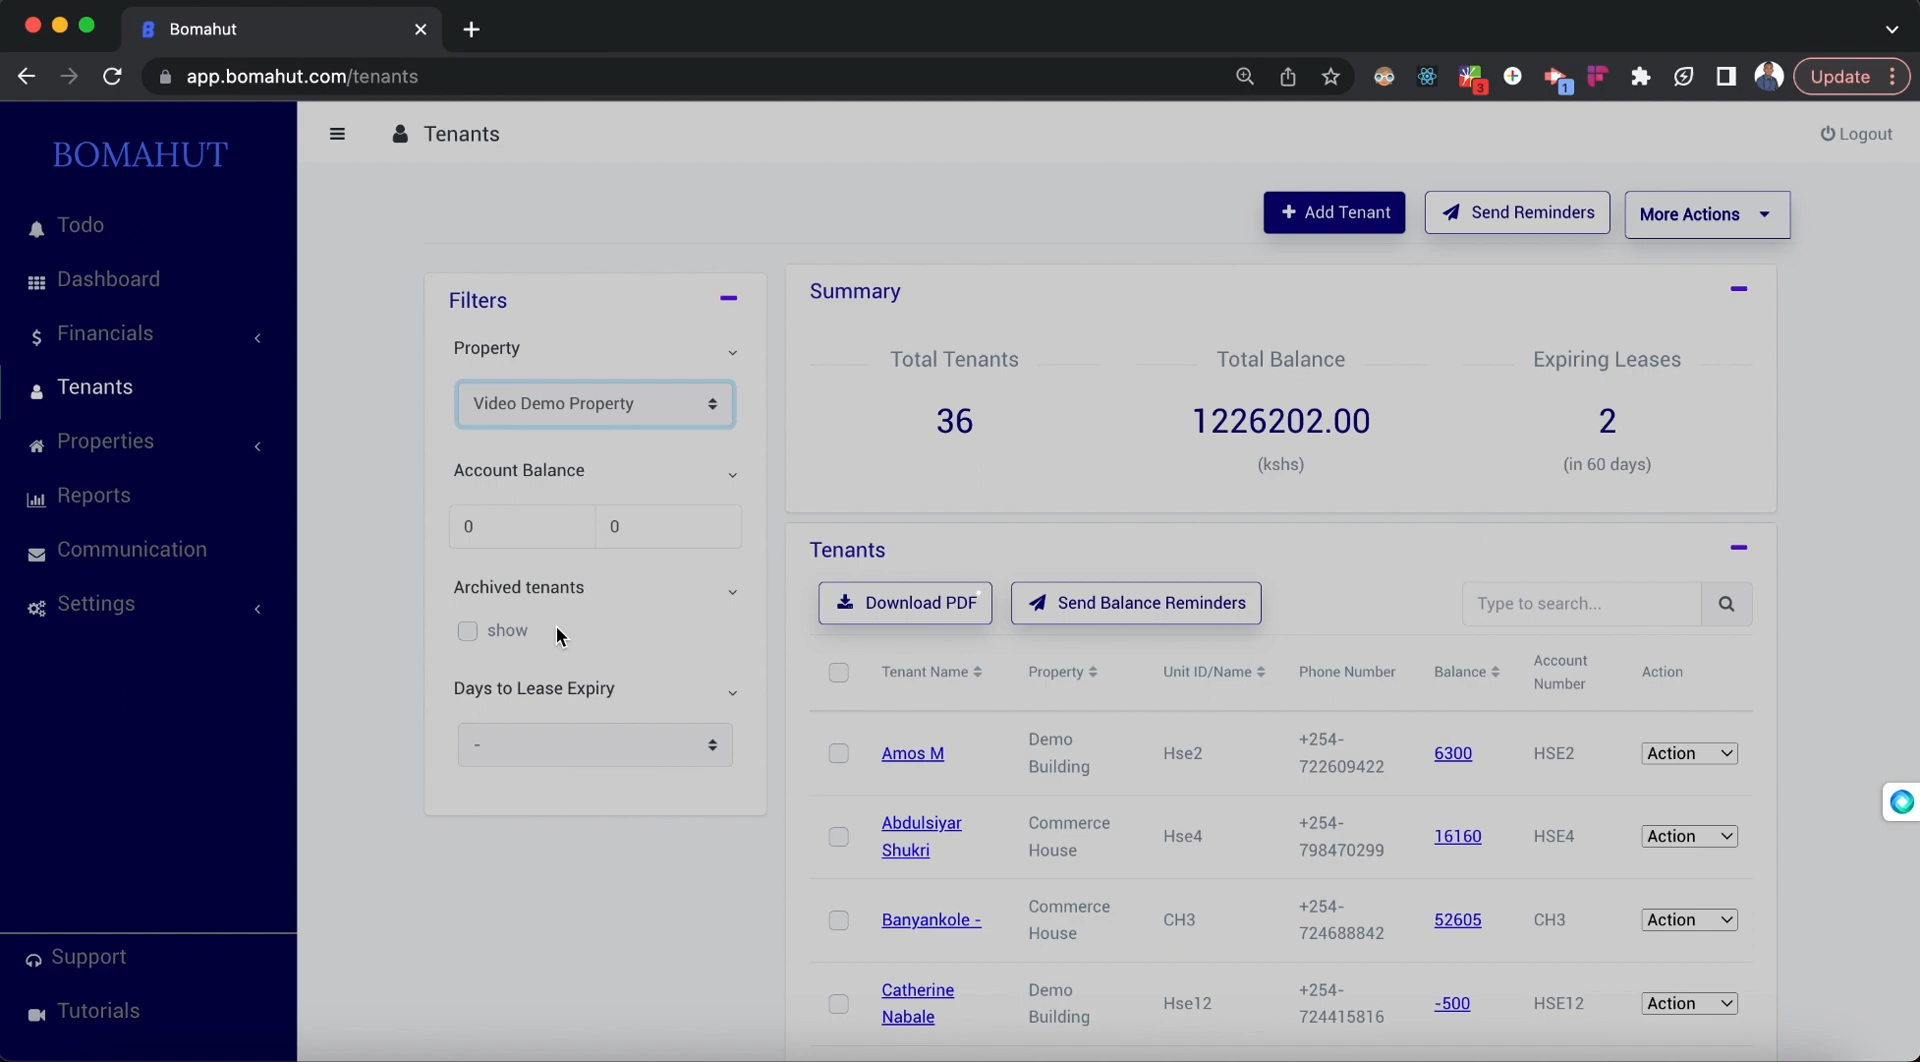 Bomahut
app.bomahut.com/tenants
3
1
Update
BOMAHUT
Tenants
Logout
Todo
Dashboard
Financials
Tenants
Properties
Reports
Communication
Settings
Support
Tutorials
Add Tenant
Send Reminders
More Actions
Filters
Property
Video Demo Property
Account Balance
0 0
Archived tenants
show
Days to Lease Expiry
-
Summary
Total Tenants Total Balance Expiring Leases
36 1226202.00 2
(kshs) (in 60 days)
Tenants
Download PDF Send Balance Reminders Type to search...
Tenant Name Property Unit ID/Name Phone Number Balance Account Number Action
Amos M Demo Building Hse2 +254-722609422 6300 HSE2 Action
Abdulsiyar Shukri Commerce House Hse4 +254-798470299 16160 HSE4 Action
Banyankole - Commerce House CH3 +254-724688842 52605 CH3 Action
Catherine Nabale Demo Building Hse12 +254-724415816 -500 HSE12 Action